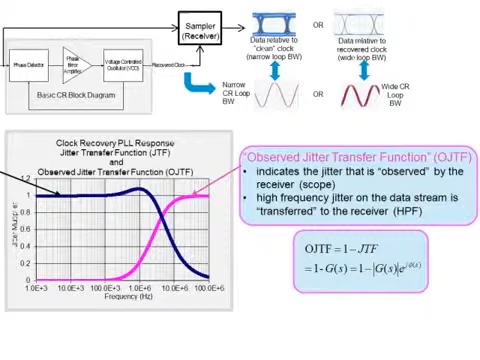 Sampler
(Receiver)
Data relative to
"clean" clock
(narrow loop BW)
OR
Data relative to
recovered clock
(wide loop BW)
Phase Detector
Phase
Error
Amplifier
Voltage Controlled
Oscillator (VCO)
Recovered Clock
Basic CR Block Diagram
Narrow
CR Loop
BW
OR
Wide CR
Loop
BW
Clock Recovery PLL Response
Jitter Transfer Function (JTF)
and
Observed Jitter Transfer Function (OJTF)
Jitter Multiplier
1.2
1
0.8
0.6
0.4
0.2
0
1.0E+3
10.0E+3
100.0E+3
1.0E+6
10.0E+6
100.0E+6
Frequency (Hz)
"Observed Jitter Transfer Function" (OJTF)
• indicates the jitter that is "observed" by the
receiver (scope)
• high frequency jitter on the data stream is
"transferred" to the receiver (HPF)
OJTF = 1 − JTF
= 1 - G(s) = 1 − |G(s)|e^{jϕ(s)}